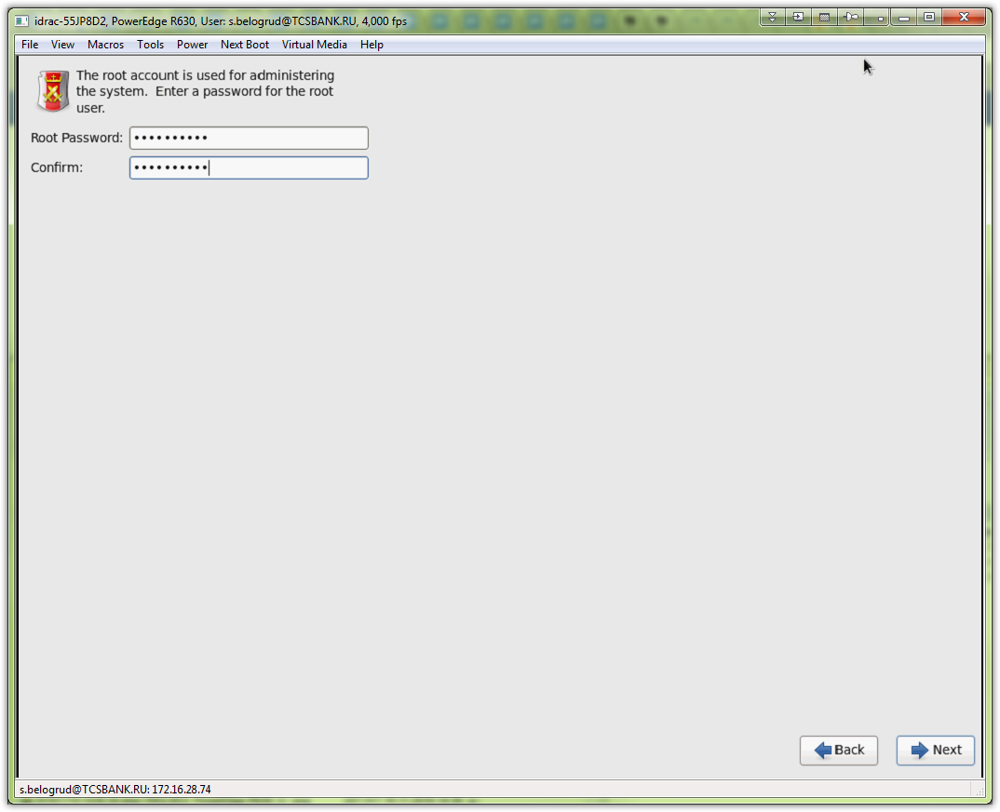 idrac-55JP8D2, PowerEdge R630, User: s.belogrud@TCSBANK.RU, 4,000 fps
File View Macros Tools Power Next Boot Virtual Media Help
The root account is used for administering
the system. Enter a password for the root
user.
Root Password: ••••••••••
Confirm: ••••••••••
Back Next
s.belogrud@TCSBANK.RU: 172.16.28.74